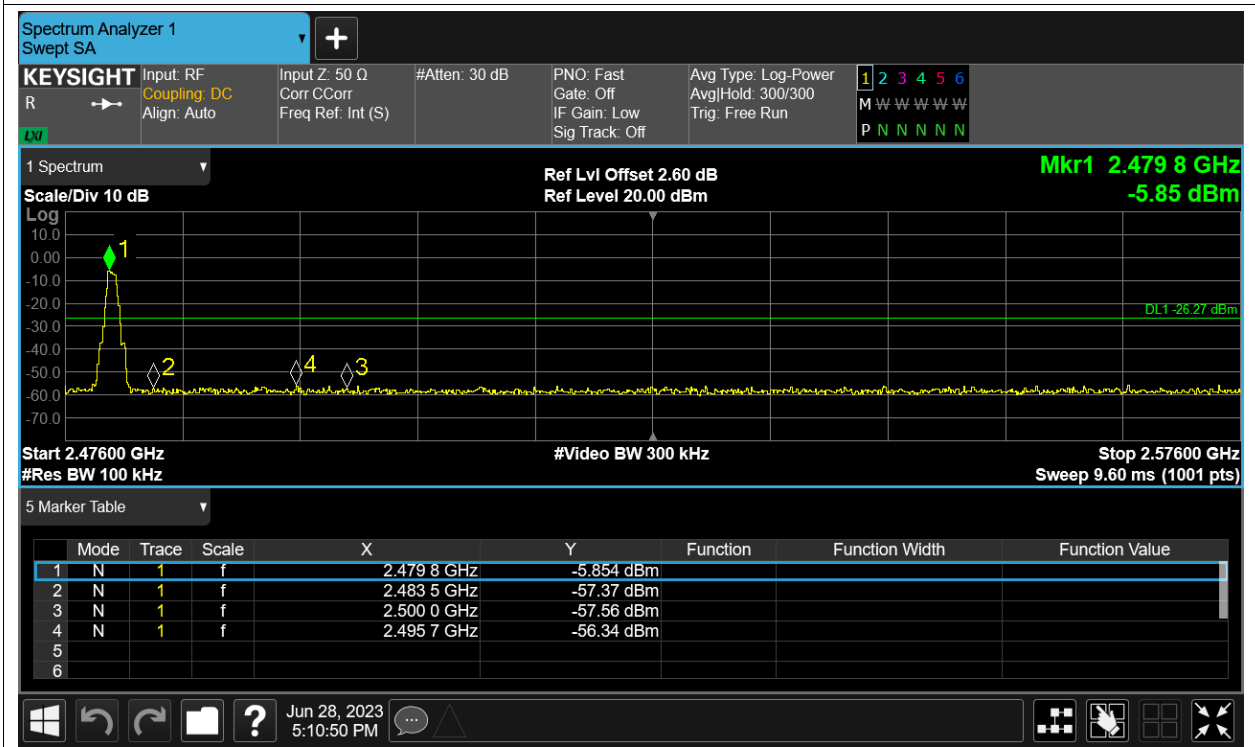 Spectrum Analyzer 1
Swept SA
KEYSIGHT
R
LXI
Input: RF
Coupling: DC
Align: Auto
Input Z: 50 Ω
Corr CCorr
Freq Ref: Int (S)
#Atten: 30 dB
PNO: Fast
Gate: Off
IF Gain: Low
Sig Track: Off
Avg Type: Log-Power
Avg|Hold: 300/300
Trig: Free Run
1 2 3 4 5 6
M W W W W W
P N N N N N
1 Spectrum
Scale/Div 10 dB
Ref Lvl Offset 2.60 dB
Ref Level 20.00 dBm
Mkr1 2.479 8 GHz
-5.85 dBm
Log
10.0
0.00
-10.0
-20.0
-30.0
-40.0
-50.0
-60.0
-70.0
1
2
4
3
DL1 -26.27 dBm
Start 2.47600 GHz
#Video BW 300 kHz
Stop 2.57600 GHz
#Res BW 100 kHz
Sweep 9.60 ms (1001 pts)
5 Marker Table
Mode Trace Scale X Y Function Function Width Function Value
1 N 1 f 2.479 8 GHz -5.854 dBm
2 N 1 f 2.483 5 GHz -57.37 dBm
3 N 1 f 2.500 0 GHz -57.56 dBm
4 N 1 f 2.495 7 GHz -56.34 dBm
5
6
?
Jun 28, 2023
5:10:50 PM